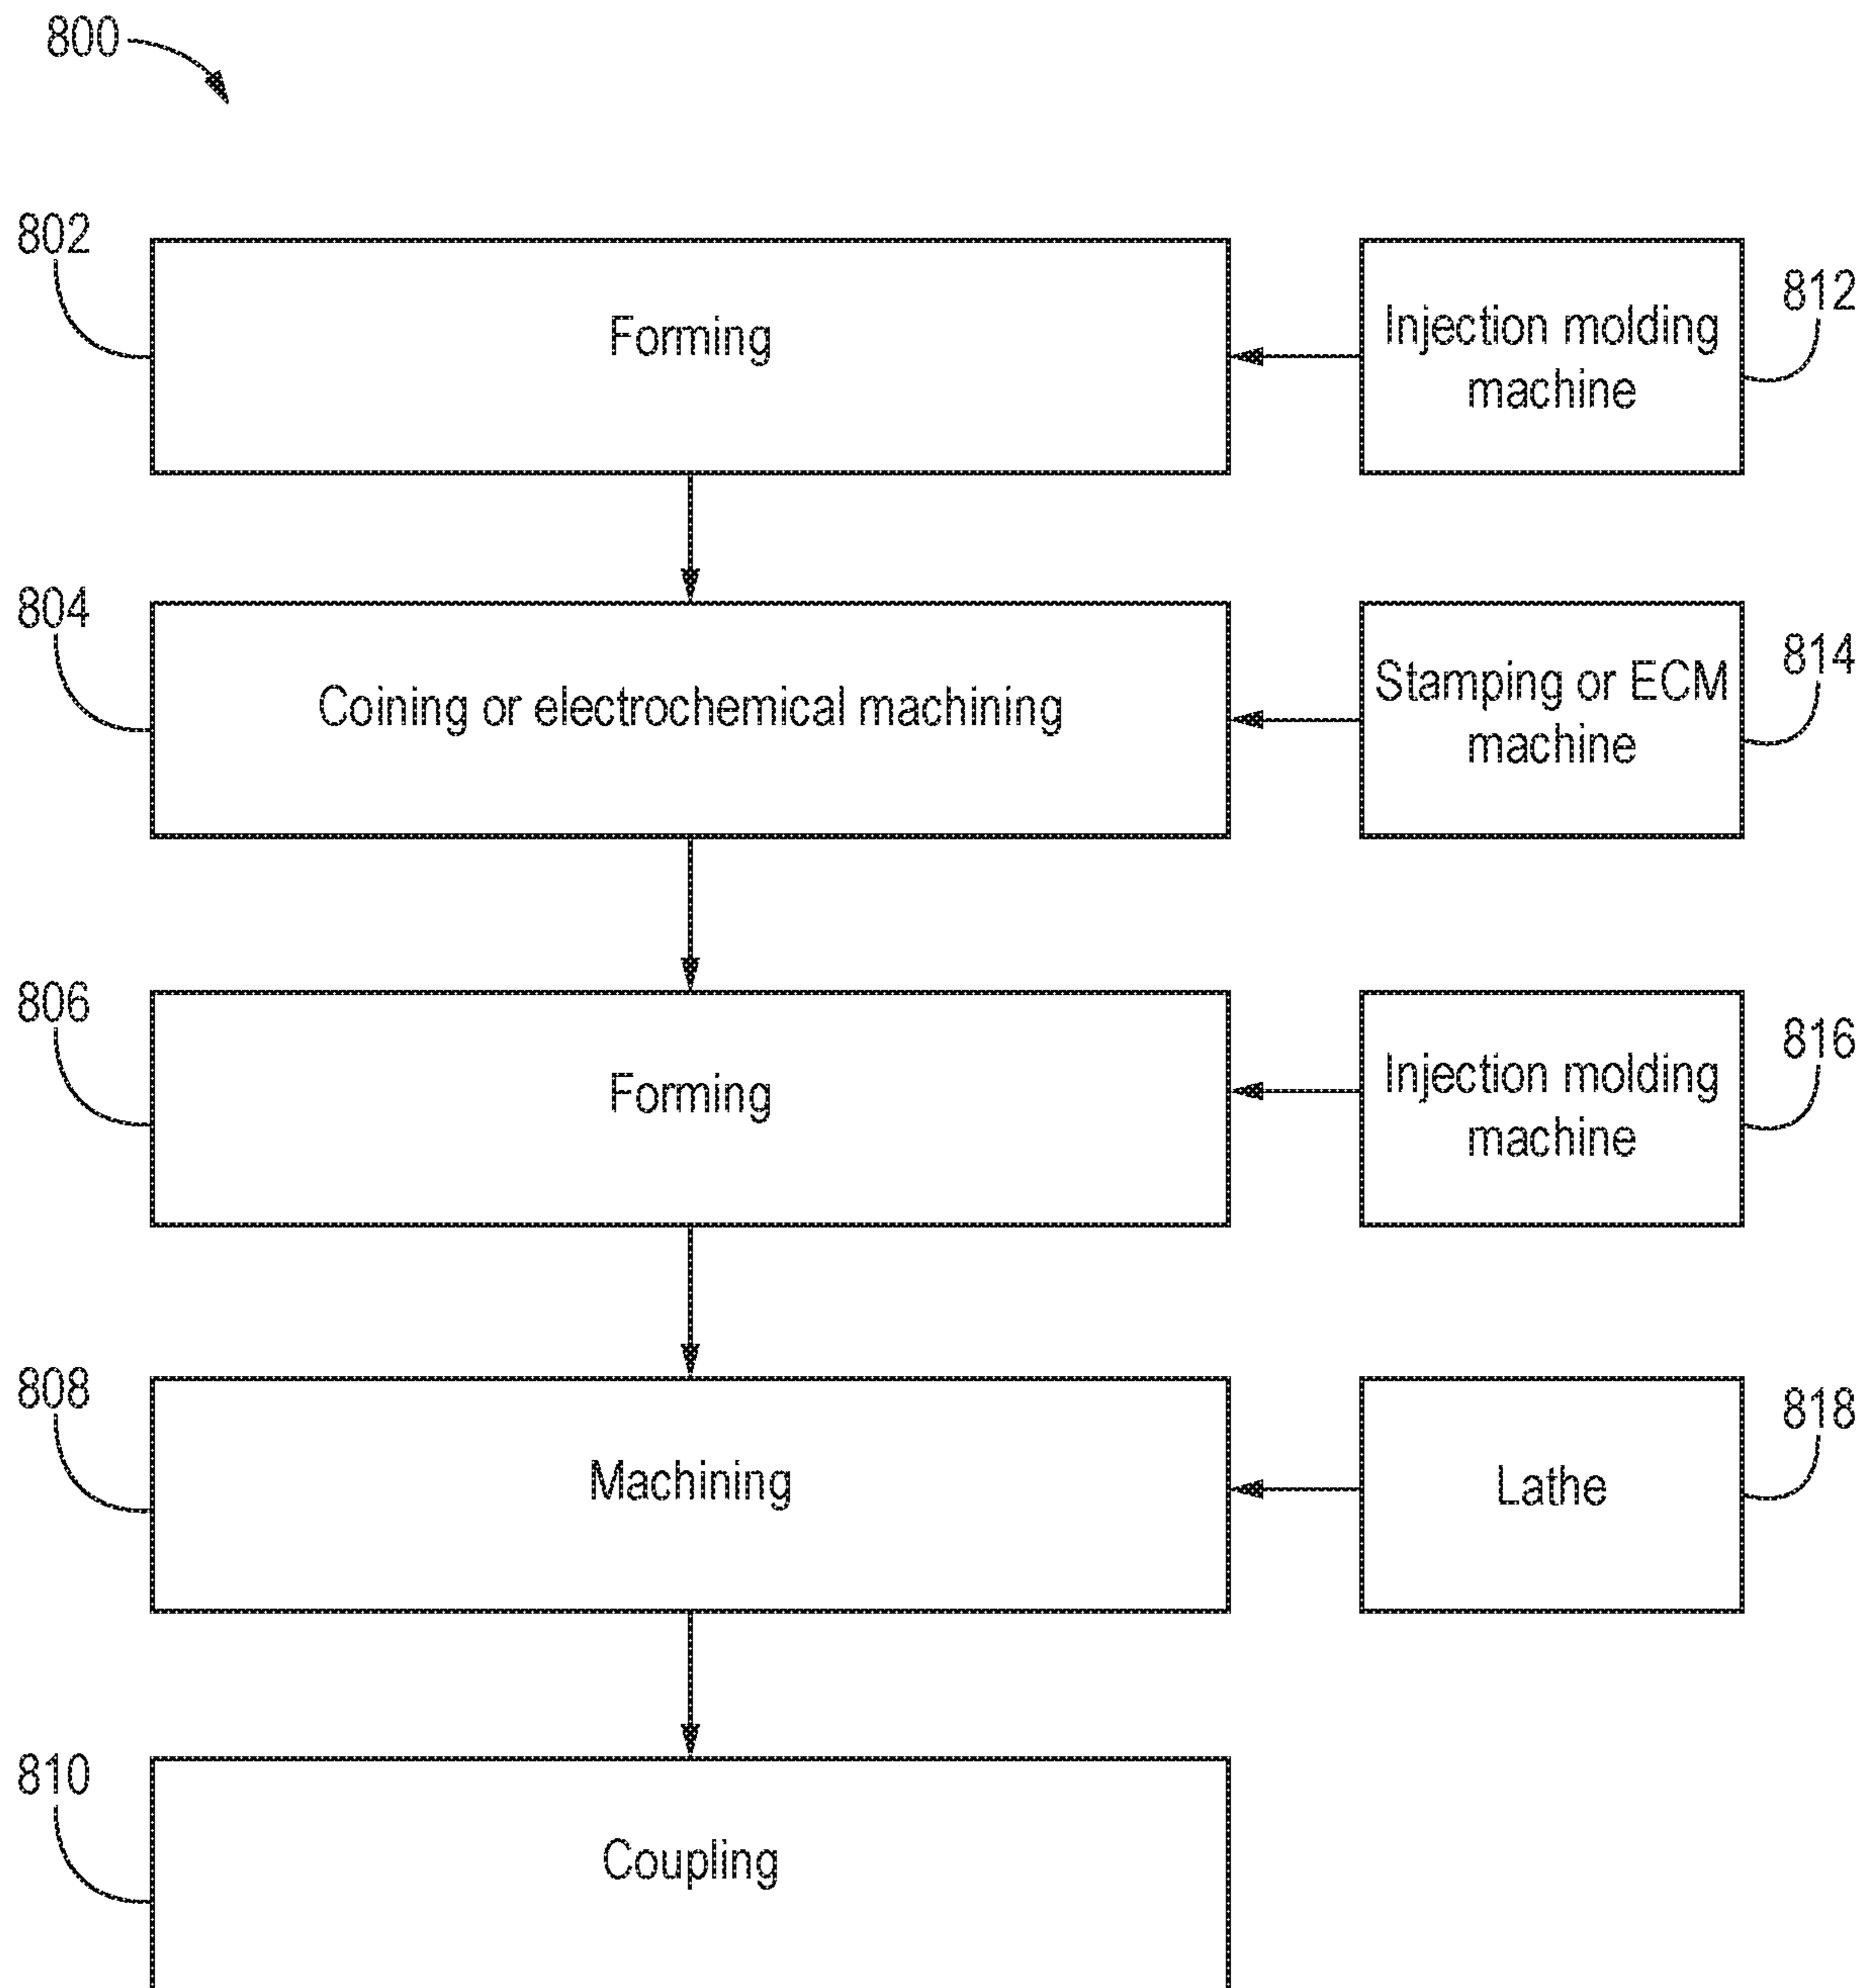 800
802
Forming
Injection molding
machine
812
804
Coining or electrochemical machining
Stamping or ECM
machine
814
806
Forming
Injection molding
machine
816
808
Machining
Lathe
818
810
Coupling